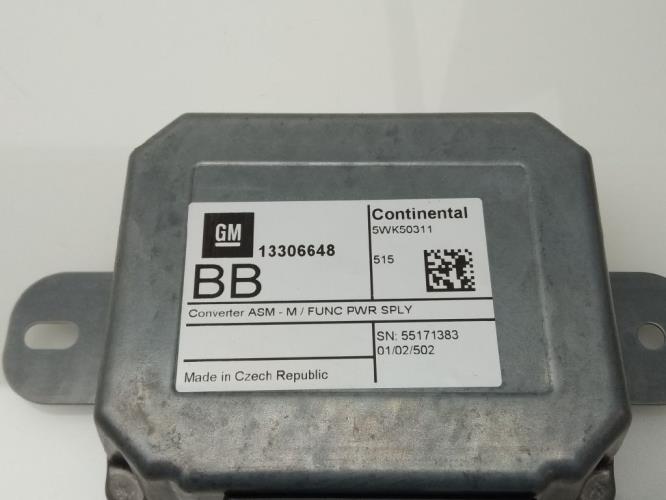 GM
13306648
BB
Continental
5WK50311
515
Converter ASM - M / FUNC PWR SPLY
SN: 55171383
01/02/502
Made in Czech Republic